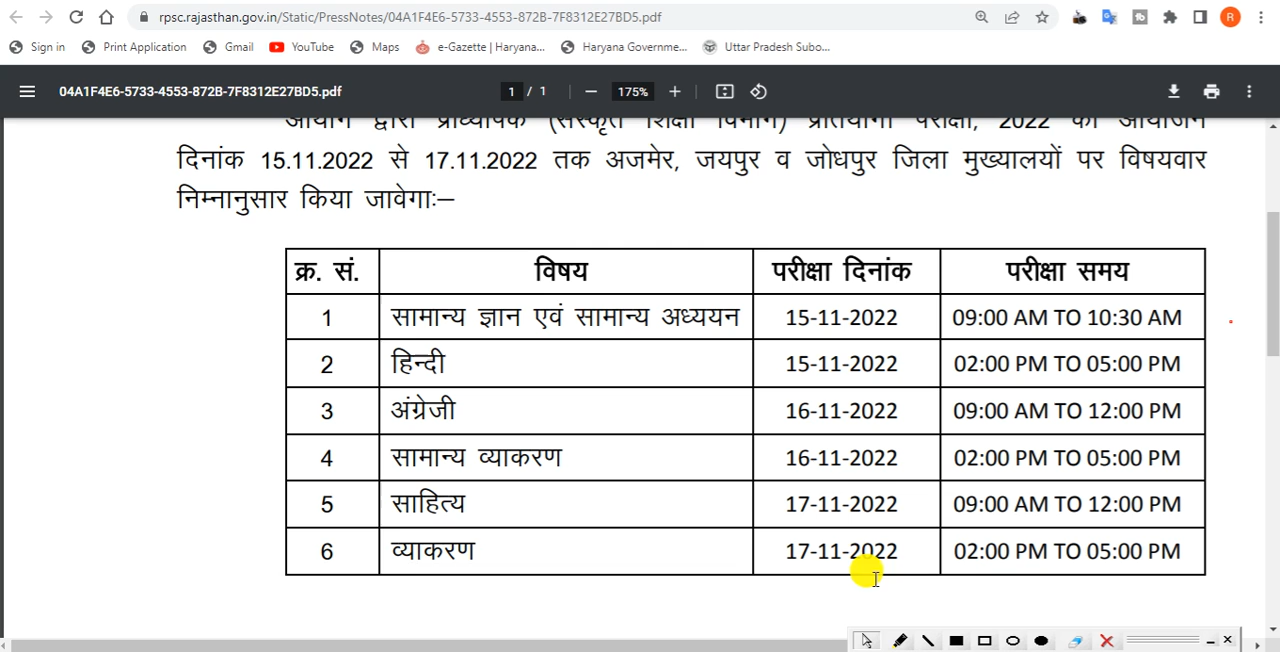 rpsc.rajasthan.gov.in/Static/PressNotes/04A1F4E6-5733-4553-872B-7F8312E27BD5.pdf
Sign in Print Application Gmail YouTube Maps e-Gazette | Haryana... Haryana Governme... Uttar Pradesh Subo...
04A1F4E6-5733-4553-872B-7F8312E27BD5.pdf 1 / 1 175%
आयोग द्वारा प्राध्यापक (संस्कृत शिक्षा विभाग) प्रतियोगी परीक्षा, 2022 का आयोजन
दिनांक 15.11.2022 से 17.11.2022 तक अजमेर, जयपुर व जोधपुर जिला मुख्यालयों पर विषयवार
निम्नानुसार किया जावेगाः–
क्र. सं. विषय परीक्षा दिनांक परीक्षा समय
1 सामान्य ज्ञान एवं सामान्य अध्ययन 15-11-2022 09:00 AM TO 10:30 AM
2 हिन्दी 15-11-2022 02:00 PM TO 05:00 PM
3 अंग्रेजी 16-11-2022 09:00 AM TO 12:00 PM
4 सामान्य व्याकरण 16-11-2022 02:00 PM TO 05:00 PM
5 साहित्य 17-11-2022 09:00 AM TO 12:00 PM
6 व्याकरण 17-11-2022 02:00 PM TO 05:00 PM